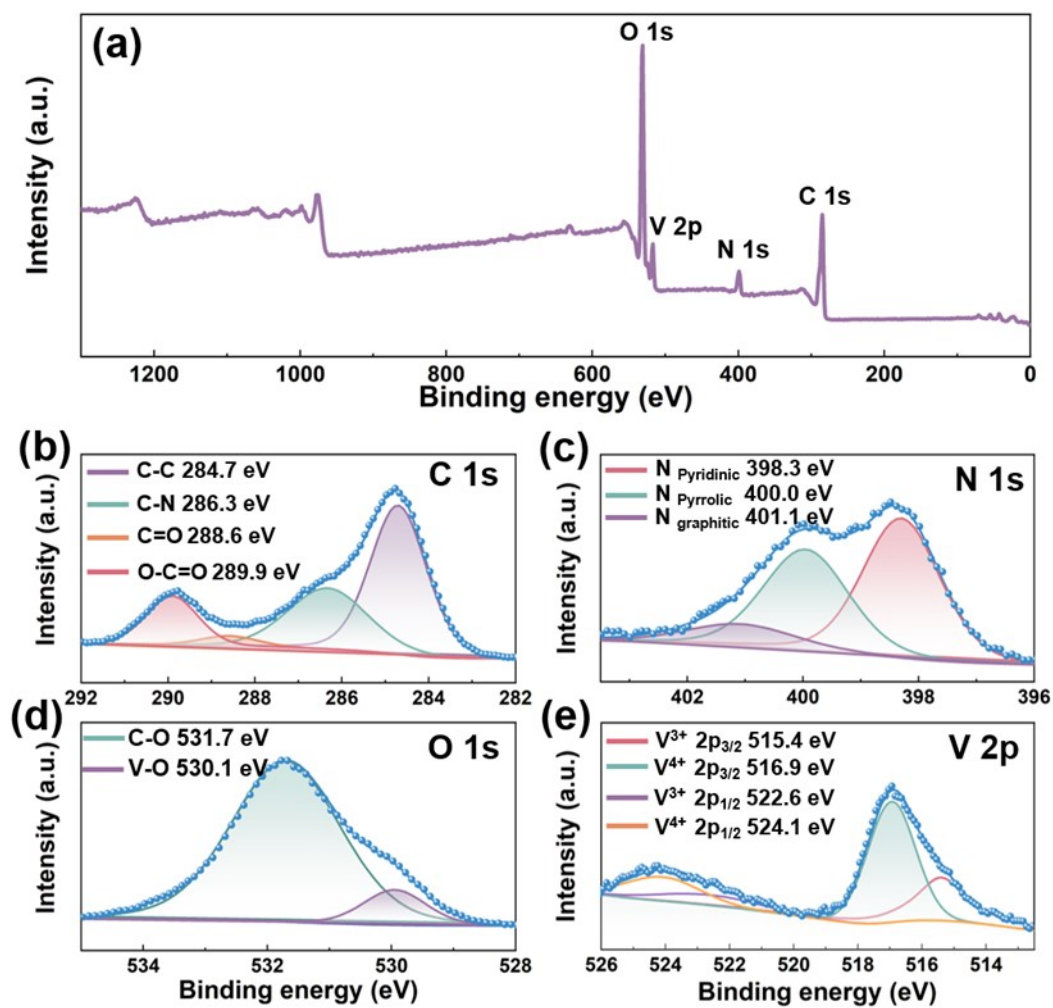 (a)
O 1s
V 2p
N 1s
C 1s
Intensity (a.u.)
1200 1000 800 600 400 200 0
Binding energy (eV)
(b)
C 1s
C-C 284.7 eV
C-N 286.3 eV
C=O 288.6 eV
O-C=O 289.9 eV
Intensity (a.u.)
292 290 288 286 284 282
(c)
N 1s
N Pyridinic 398.3 eV
N Pyrrolic 400.0 eV
N graphitic 401.1 eV
Intensity (a.u.)
402 400 398 396
(d)
O 1s
C-O 531.7 eV
V-O 530.1 eV
Intensity (a.u.)
534 532 530 528
Binding energy (eV)
(e)
V 2p
V3+ 2p3/2 515.4 eV
V4+ 2p3/2 516.9 eV
V3+ 2p1/2 522.6 eV
V4+ 2p1/2 524.1 eV
Intensity (a.u.)
526 524 522 520 518 516 514
Binding energy (eV)